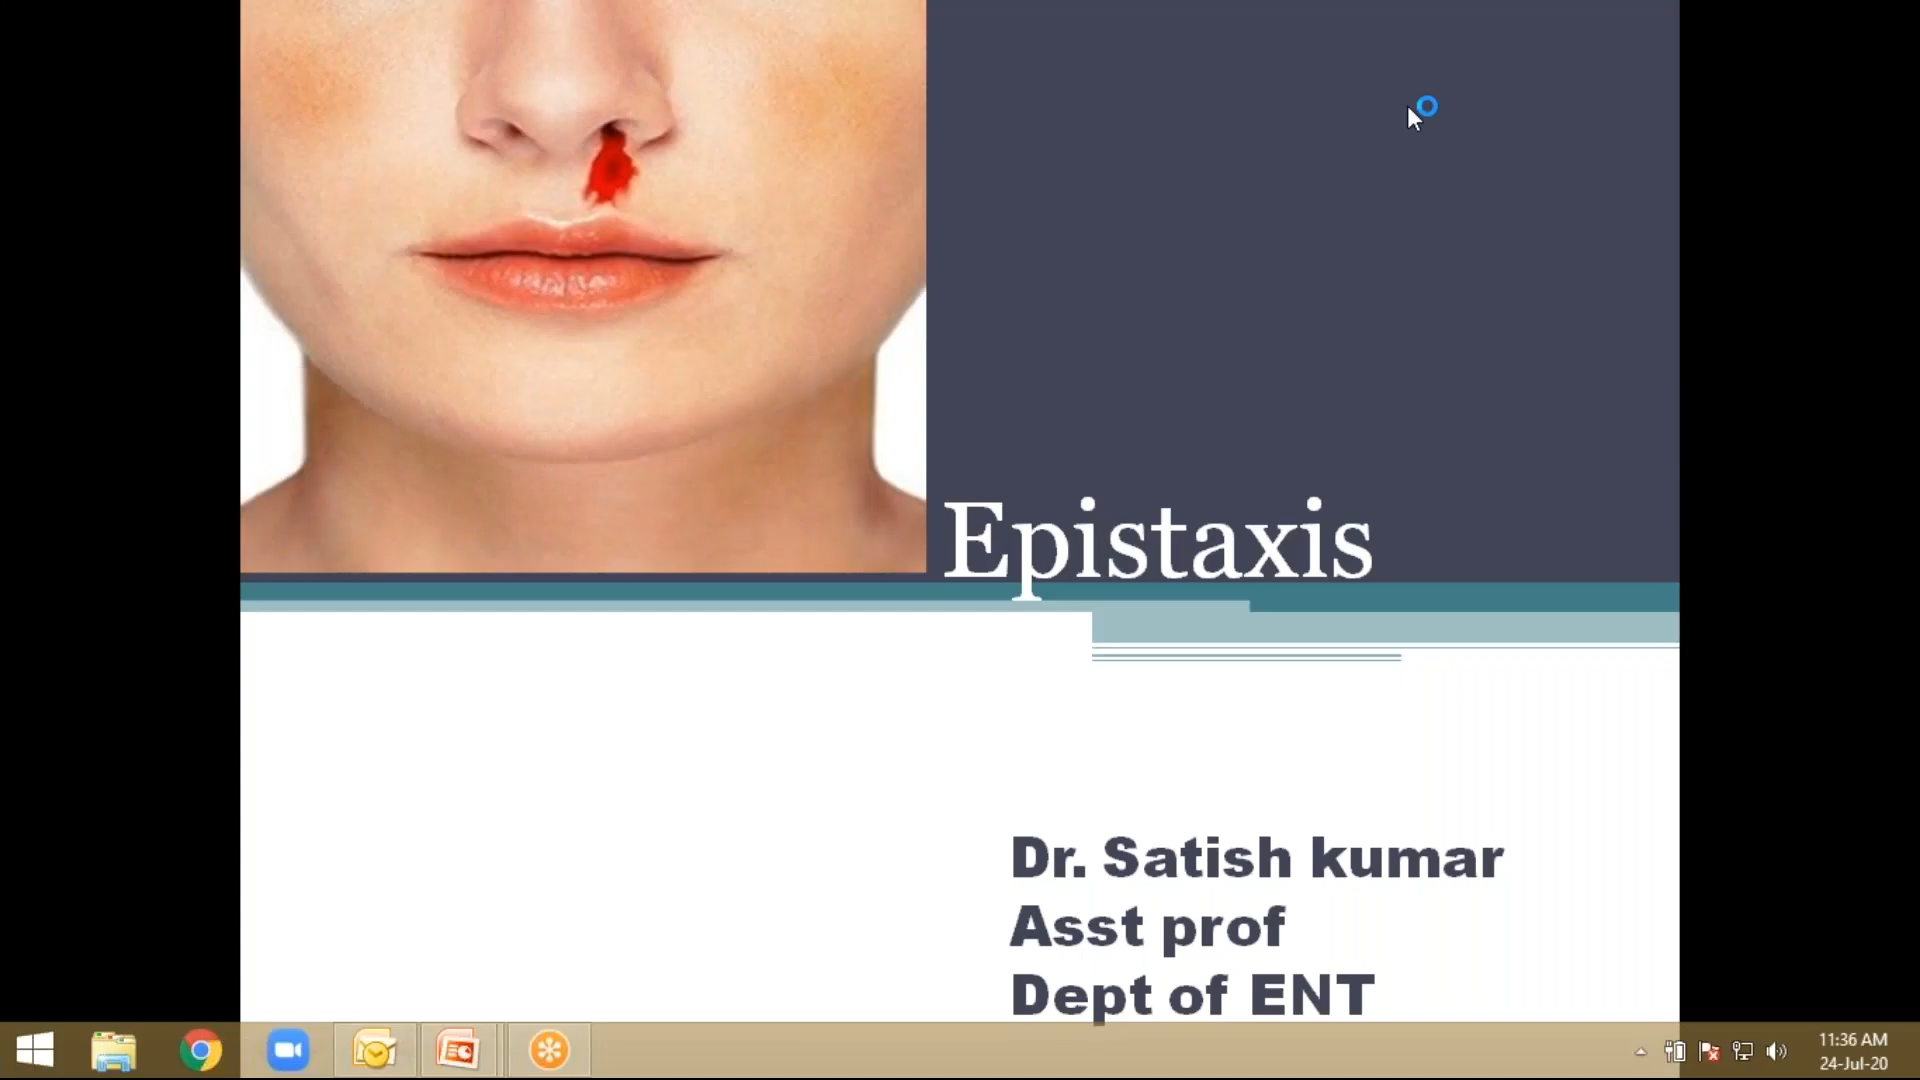 Epistaxis
Dr. Satish kumar
Asst prof
Dept of ENT
11:36 AM
24-Jul-20